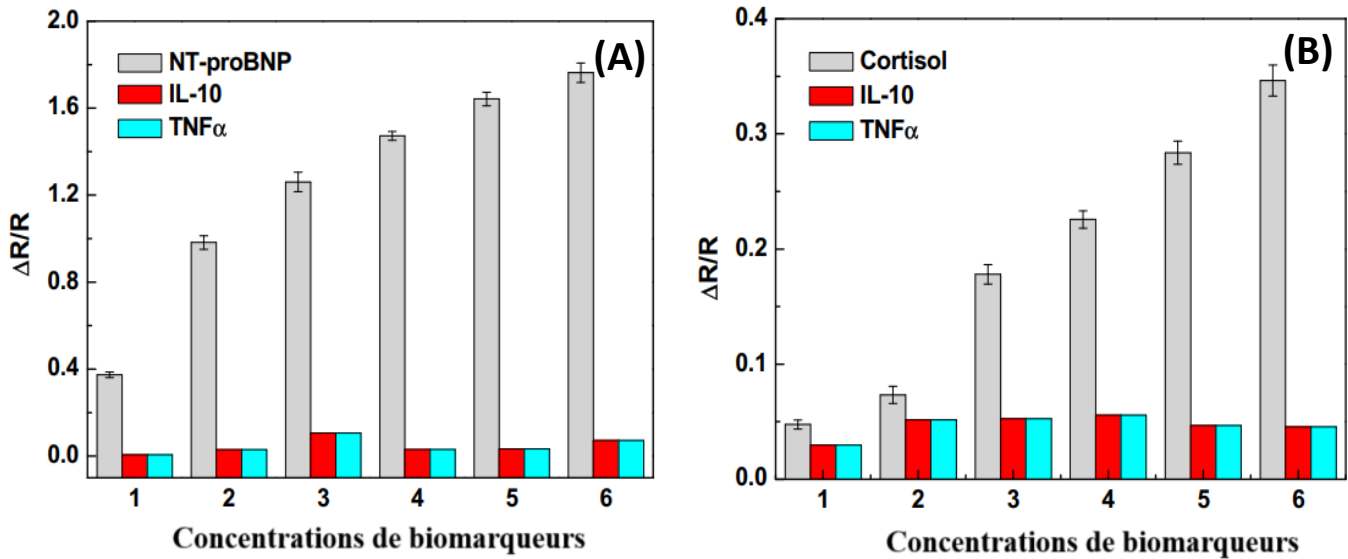 (A)
NT-proBNP
IL-10
TNFα
ΔR/R
2.0
1.6
1.2
0.8
0.4
0.0
1 2 3 4 5 6
Concentrations de biomarqueurs
(B)
Cortisol
IL-10
TNFα
ΔR/R
0.4
0.3
0.2
0.1
0.0
1 2 3 4 5 6
Concentrations de biomarqueurs